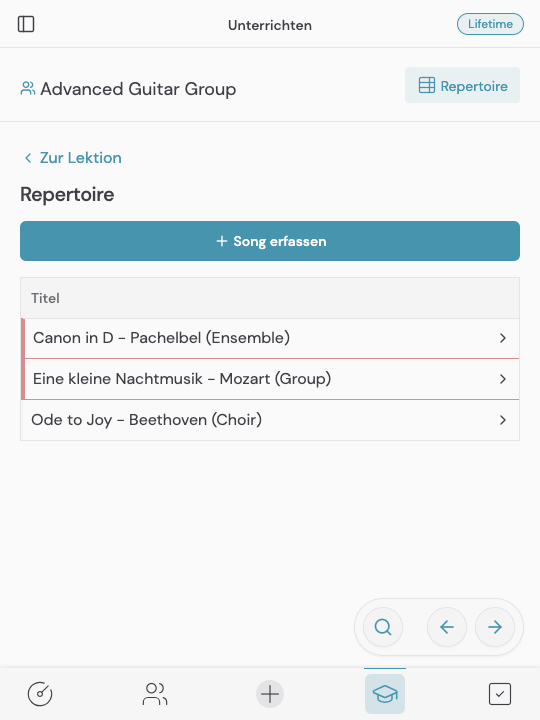 Unterrichten
Lifetime
Advanced Guitar Group
Repertoire
Zur Lektion
Repertoire
Song erfassen
Titel
Canon in D - Pachelbel (Ensemble)
Eine kleine Nachtmusik - Mozart (Group)
Ode to Joy - Beethoven (Choir)